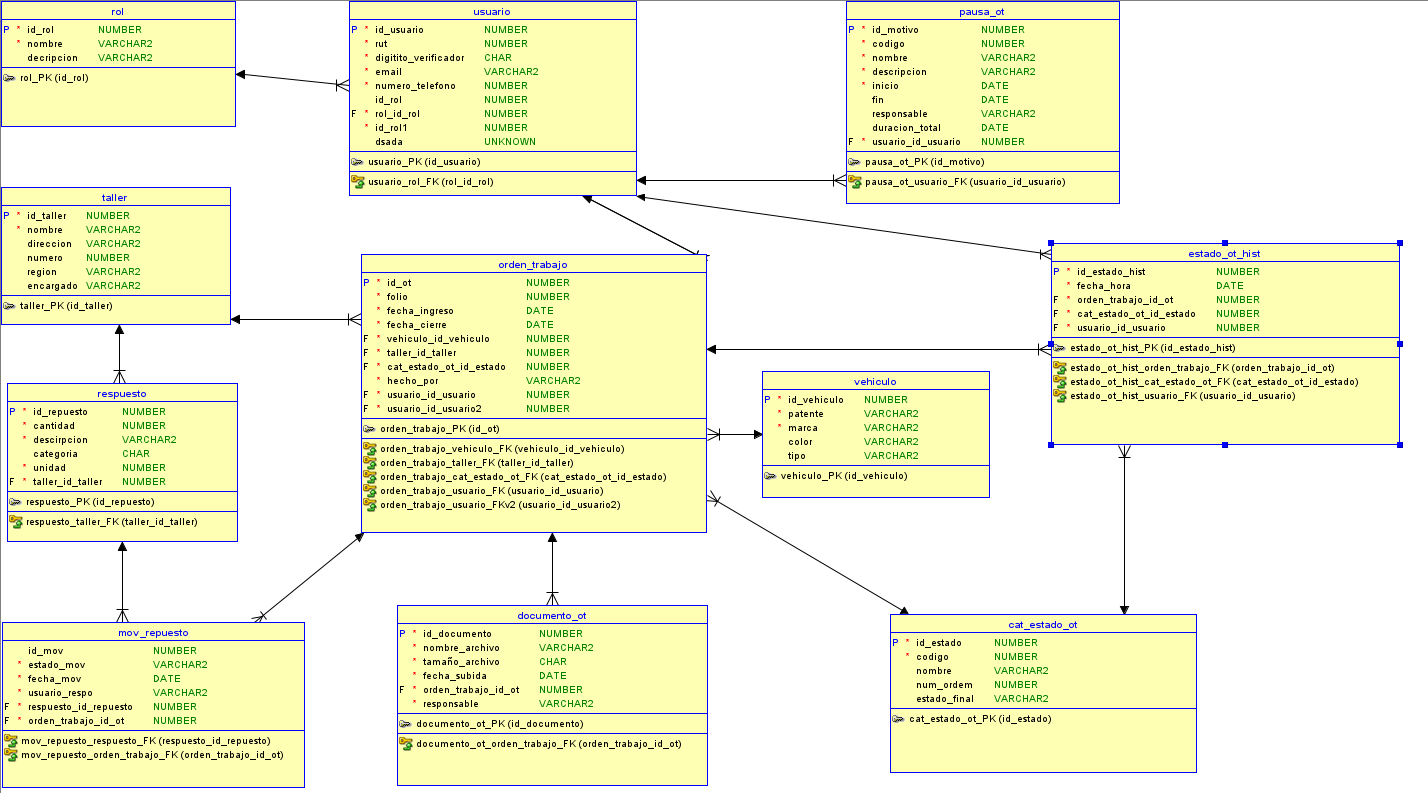 rol
P * id_rol NUMBER
* nombre VARCHAR2
decripcion VARCHAR2
rol_PK (id_rol)
usuario
P * id_usuario NUMBER
* rut NUMBER
* digitito_verificador CHAR
* email VARCHAR2
* numero_telefono NUMBER
id_rol NUMBER
F * rol_id_rol NUMBER
* id_rol1 NUMBER
dsada UNKNOWN
usuario_PK (id_usuario)
usuario_rol_FK (rol_id_rol)
pausa_ot
P * id_motivo NUMBER
* codigo NUMBER
* nombre VARCHAR2
* descripcion VARCHAR2
* inicio DATE
fin DATE
* responsable VARCHAR2
duracion_total DATE
F * usuario_id_usuario NUMBER
pausa_ot_PK (id_motivo)
pausa_ot_usuario_FK (usuario_id_usuario)
taller
P * id_taller NUMBER
* nombre VARCHAR2
direccion VARCHAR2
numero NUMBER
region VARCHAR2
encargado VARCHAR2
taller_PK (id_taller)
orden_trabajo
P * id_ot NUMBER
* folio NUMBER
* fecha_ingreso DATE
* fecha_cierre DATE
F * vehiculo_id_vehiculo NUMBER
F * taller_id_taller NUMBER
F * cat_estado_ot_id_estado NUMBER
* hecho_por VARCHAR2
F * usuario_id_usuario NUMBER
F * usuario_id_usuario2 NUMBER
orden_trabajo_PK (id_ot)
orden_trabajo_vehiculo_FK (vehiculo_id_vehiculo)
orden_trabajo_taller_FK (taller_id_taller)
orden_trabajo_cat_estado_ot_FK (cat_estado_ot_id_estado)
orden_trabajo_usuario_FK (usuario_id_usuario)
orden_trabajo_usuario_FKv2 (usuario_id_usuario2)
estado_ot_hist
P * id_estado_hist NUMBER
* fecha_hora DATE
F * orden_trabajo_id_ot NUMBER
F * cat_estado_ot_id_estado NUMBER
F * usuario_id_usuario NUMBER
estado_ot_hist_PK (id_estado_hist)
estado_ot_hist_orden_trabajo_FK (orden_trabajo_id_ot)
estado_ot_hist_cat_estado_ot_FK (cat_estado_ot_id_estado)
estado_ot_hist_usuario_FK (usuario_id_usuario)
vehiculo
P * id_vehiculo NUMBER
* patente VARCHAR2
* marca VARCHAR2
color VARCHAR2
tipo VARCHAR2
vehiculo_PK (id_vehiculo)
respuesto
P * id_repuesto NUMBER
* cantidad NUMBER
* descirpcion VARCHAR2
categoria CHAR
* unidad NUMBER
F * taller_id_taller NUMBER
respuesto_PK (id_repuesto)
respuesto_taller_FK (taller_id_taller)
mov_repuesto
id_mov NUMBER
* estado_mov VARCHAR2
* fecha_mov DATE
* usuario_respo VARCHAR2
F * respuesto_id_repuesto NUMBER
F * orden_trabajo_id_ot NUMBER
mov_repuesto_respuesto_FK (respuesto_id_repuesto)
mov_repuesto_orden_trabajo_FK (orden_trabajo_id_ot)
documento_ot
P * id_documento NUMBER
* nombre_archivo VARCHAR2
* tamaño_archivo CHAR
* fecha_subida DATE
F * orden_trabajo_id_ot NUMBER
* responsable VARCHAR2
documento_ot_PK (id_documento)
documento_ot_orden_trabajo_FK (orden_trabajo_id_ot)
cat_estado_ot
P * id_estado NUMBER
* codigo NUMBER
nombre VARCHAR2
num_ordem NUMBER
estado_final VARCHAR2
cat_estado_ot_PK (id_estado)